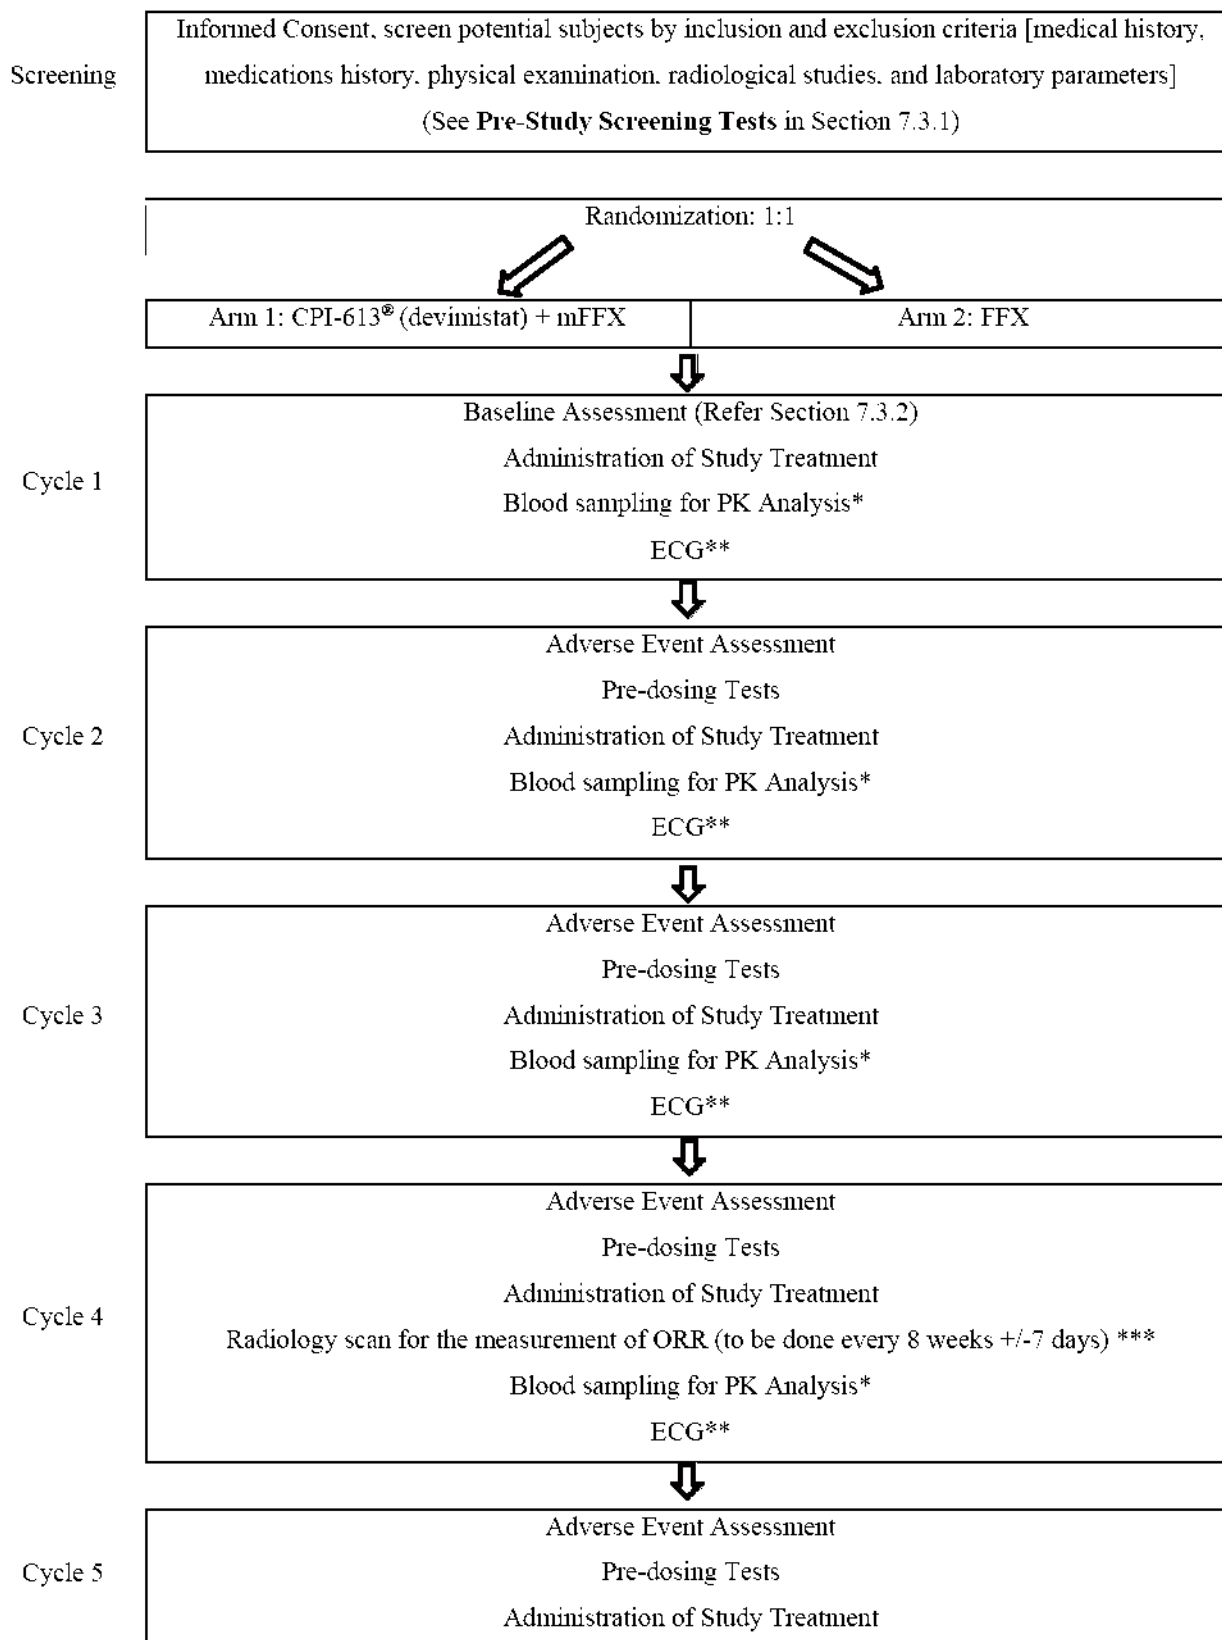 Screening
Informed Consent, screen potential subjects by inclusion and exclusion criteria [medical history,
medications history, physical examination, radiological studies, and laboratory parameters]
(See Pre-Study Screening Tests in Section 7.3.1)
Randomization: 1:1
Arm 1: CPI-613® (devimistat) + mFFX
Arm 2: FFX
Cycle 1
Baseline Assessment (Refer Section 7.3.2)
Administration of Study Treatment
Blood sampling for PK Analysis*
ECG**
Cycle 2
Adverse Event Assessment
Pre-dosing Tests
Administration of Study Treatment
Blood sampling for PK Analysis*
ECG**
Cycle 3
Adverse Event Assessment
Pre-dosing Tests
Administration of Study Treatment
Blood sampling for PK Analysis*
ECG**
Cycle 4
Adverse Event Assessment
Pre-dosing Tests
Administration of Study Treatment
Radiology scan for the measurement of ORR (to be done every 8 weeks +/-7 days) ***
Blood sampling for PK Analysis*
ECG**
Cycle 5
Adverse Event Assessment
Pre-dosing Tests
Administration of Study Treatment